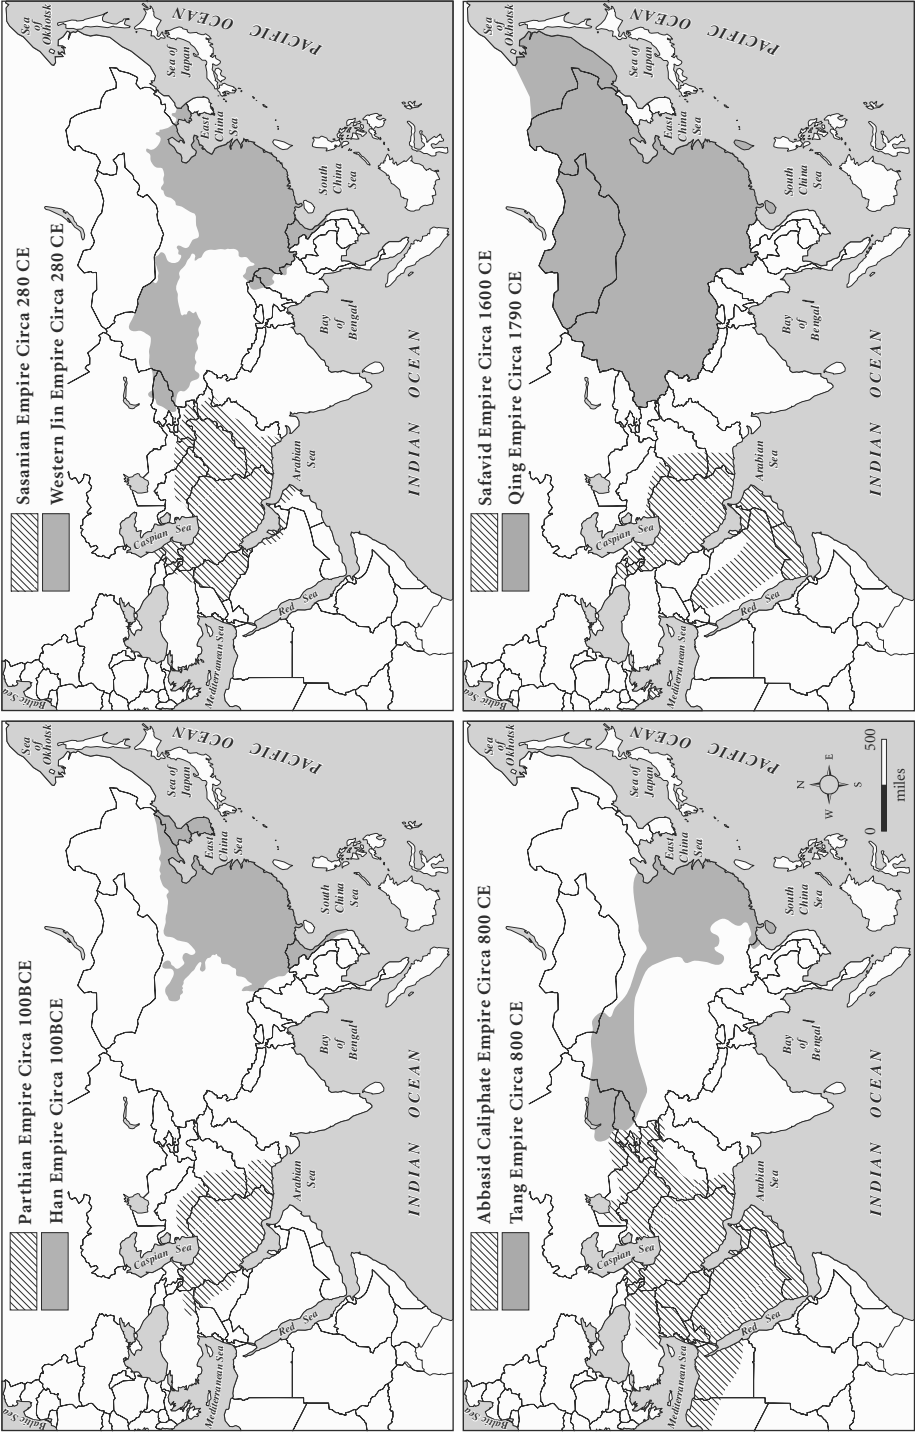 Parthian Empire Circa 100BCE
Han Empire Circa 100BCE
Sea
of
Okhotsk
Baltic Sea
Caspian Sea
Sea of
Japan
PACIFIC OCEAN
Mediterranean Sea
East
China
Sea
Red Sea
Arabian
Sea
Bay
of
Bengal
South
China
Sea
INDIAN OCEAN
Sasanian Empire Circa 280 CE
Western Jin Empire Circa 280 CE
Sea
of
Okhotsk
Baltic Sea
Caspian Sea
Sea of
Japan
PACIFIC OCEAN
Mediterranean Sea
East
China
Sea
Red Sea
Arabian
Sea
Bay
of
Bengal
South
China
Sea
INDIAN OCEAN
Abbasid Caliphate Empire Circa 800 CE
Tang Empire Circa 800 CE
Sea
of
Okhotsk
Baltic Sea
Caspian Sea
Sea of
Japan
PACIFIC OCEAN
Mediterranean Sea
East
China
Sea
Red Sea
Arabian
Sea
Bay
of
Bengal
South
China
Sea
INDIAN OCEAN
N
W E
S
0 500
miles
Safavid Empire Circa 1600 CE
Qing Empire Circa 1790 CE
Sea
of
Okhotsk
Baltic Sea
Caspian Sea
Sea of
Japan
PACIFIC OCEAN
Mediterranean Sea
East
China
Sea
Red Sea
Arabian
Sea
Bay
of
Bengal
South
China
Sea
INDIAN OCEAN